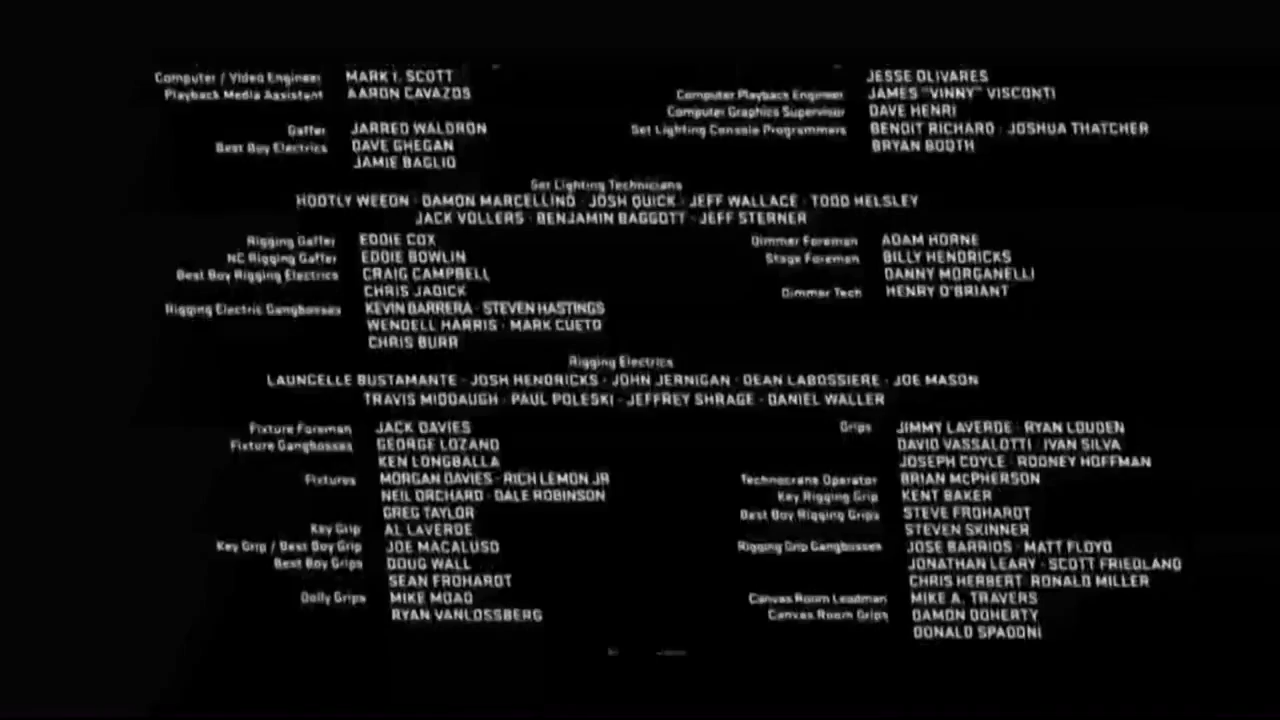 Computer / Video Engineer MARK I. SCOTT
Playback Media Assistant AARON CAVAZOS
Gaffer JARRED WALDRON
Best Boy Electrics DAVE GHEGAN
JAMIE BAGLIO
JESSE OLIVARES
Computer Playback Engineer JAMES "VINNY" VISCONTI
Computer Graphics Supervisor DAVE HENRI
Set Lighting Console Programmers BENOIT RICHARD · JOSHUA THATCHER
BRYAN BOOTH
Set Lighting Technicians
HOOTLY WEEDN · DAMON MARCELLINO · JOSH QUICK · JEFF WALLACE · TODD HELSLEY
JACK VOLLERS · BENJAMIN BAGGOTT · JEFF STERNER
Rigging Gaffer EDDIE COX
NC Rigging Gaffer EDDIE BOWLIN
Best Boy Rigging Electrics CRAIG CAMPBELL
CHRIS JADICK
Rigging Electric Gangbosses KEVIN BARRERA · STEVEN HASTINGS
WENDELL HARRIS · MARK CUETO
CHRIS BURR
Dimmer Foreman ADAM HORNE
Stage Foreman BILLY HENDRICKS
DANNY MORGANELLI
Dimmer Tech HENRY O'BRIANT
Rigging Electrics
LAUNCELLE BUSTAMANTE · JOSH HENDRICKS · JOHN JERNIGAN · DEAN LABOSSIERE · JOE MASON
TRAVIS MIDDAUGH · PAUL POLESKI · JEFFREY SHRAGE · DANIEL WALLER
Fixture Foreman JACK DAVIES
Fixture Gangbosses GEORGE LOZANO
KEN LONGBALLA
Fixtures MORGAN DAVIES · RICH LEMON JR
NEIL ORCHARD · DALE ROBINSON
GREG TAYLOR
Key Grip AL LAVERDE
Key Grip / Best Boy Grip JOE MACALUSO
Best Boy Grips DOUG WALL
SEAN FROHARDT
Dolly Grips MIKE MOAD
RYAN VANLOSSBERG
Grips JIMMY LAVERDE · RYAN LOUDEN
DAVID VASSALOTTI · IVAN SILVA
JOSEPH COYLE · RODNEY HOFFMAN
Technocrane Operator BRIAN MCPHERSON
Key Rigging Grip KENT BAKER
Best Boy Rigging Grips STEVE FROHARDT
STEVEN SKINNER
Rigging Grip Gangbosses JOSE BARRIOS · MATT FLOYD
JONATHAN LEARY · SCOTT FRIEDLAND
CHRIS HERBERT · RONALD MILLER
Canvas Room Leadman MIKE A. TRAVERS
Canvas Room Grips DAMON DOHERTY
DONALD SPADONI